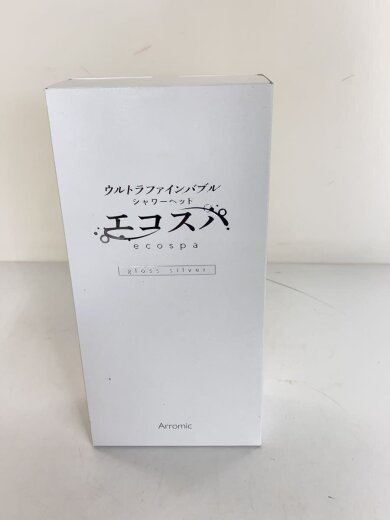 ウルトラファインバブル
シャワーヘッド
エコスパ
ecospa
gloss silver
Arromic